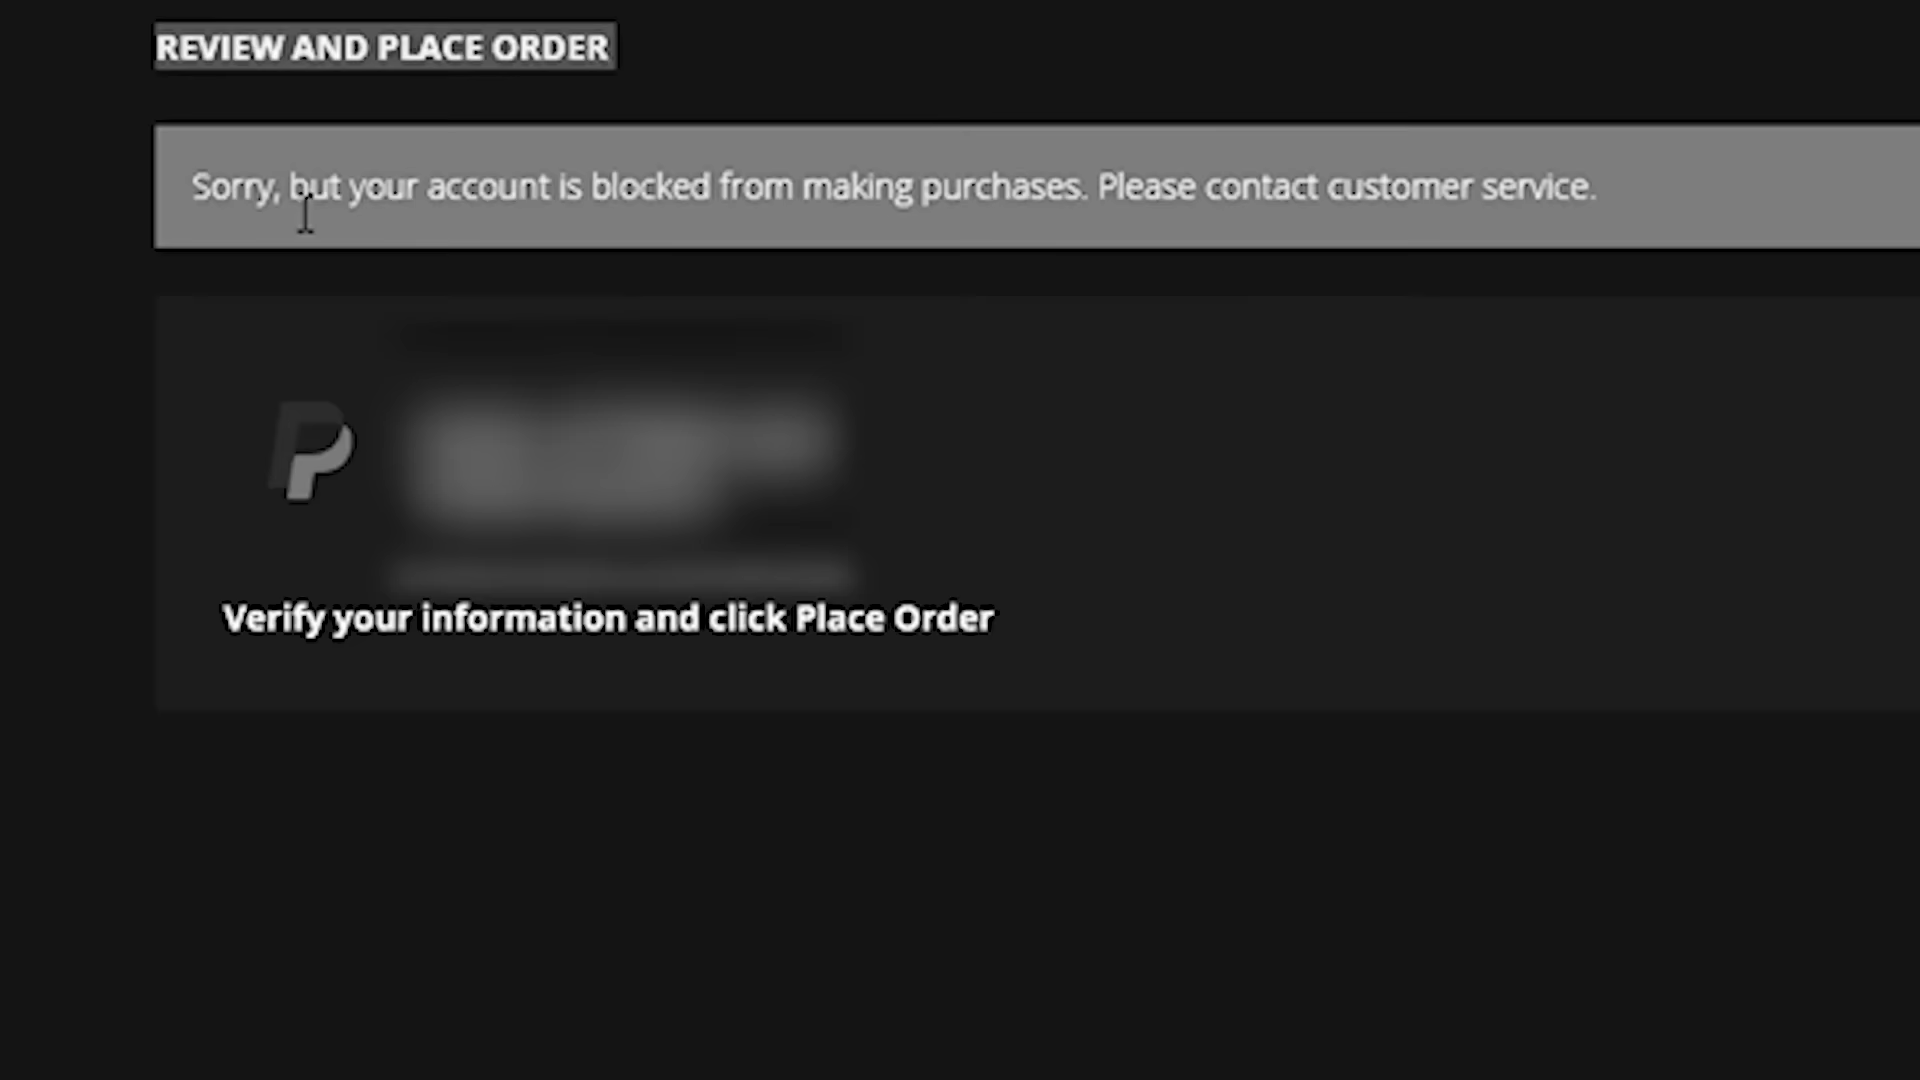 REVIEW AND PLACE ORDER
Sorry, but your account is blocked from making purchases. Please contact customer service.
Verify your information and click Place Order